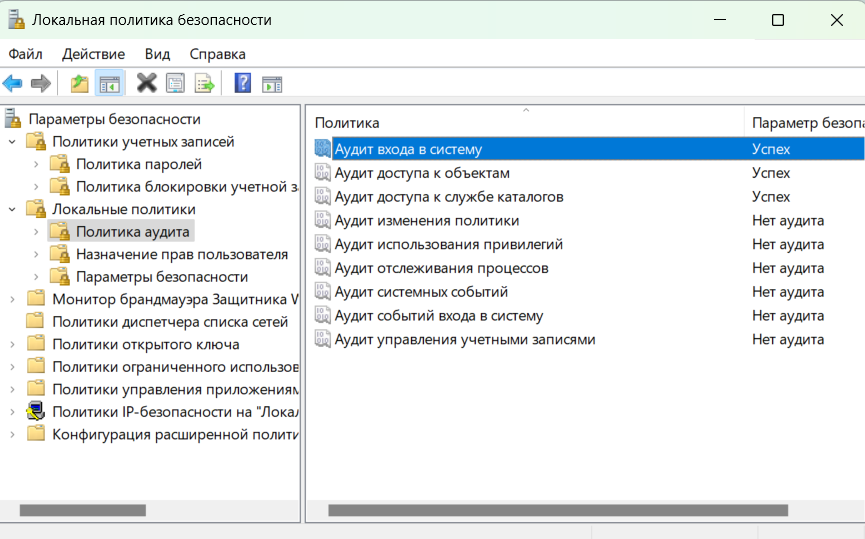 Локальная политика безопасности
Файл Действие Вид Справка
Параметры безопасности
Политики учетных записей
Политика паролей
Политика блокировки учетной з
Локальные политики
Политика аудита
Назначение прав пользователя
Параметры безопасности
Монитор брандмауэра Защитника W
Политики диспетчера списка сетей
Политики открытого ключа
Политики ограниченного использов
Политики управления приложениям
Политики IP-безопасности на "Локал
Конфигурация расширенной полити
Политика Параметр безопа
Аудит входа в систему Успех
Аудит доступа к объектам Успех
Аудит доступа к службе каталогов Успех
Аудит изменения политики Нет аудита
Аудит использования привилегий Нет аудита
Аудит отслеживания процессов Нет аудита
Аудит системных событий Нет аудита
Аудит событий входа в систему Нет аудита
Аудит управления учетными записями Нет аудита